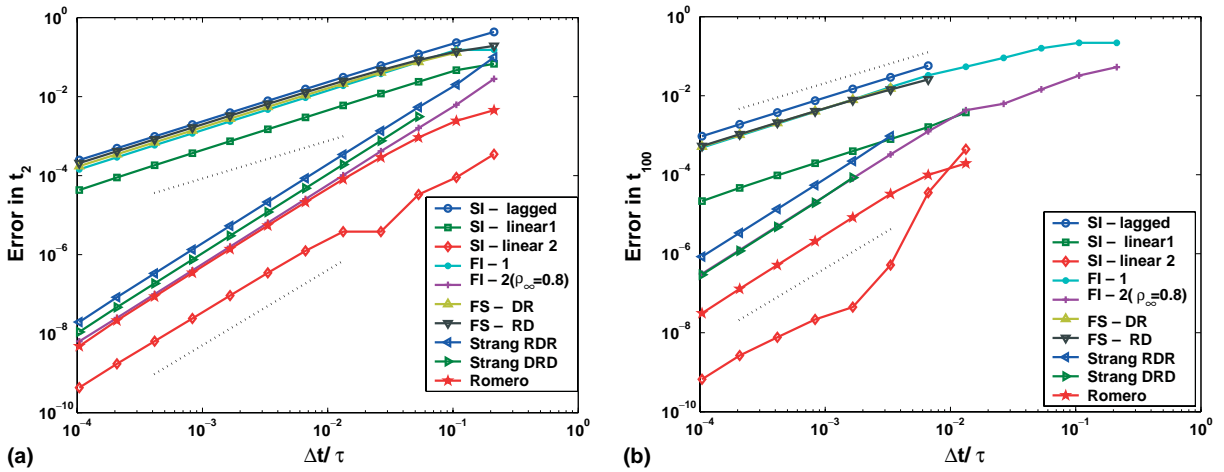 10^0
10^-2
10^-4
10^-6
10^-8
10^-10
Error in t_2
SI – lagged
SI – linear1
SI – linear 2
FI – 1
FI – 2(ρ_∞=0.8)
FS – DR
FS – RD
Strang RDR
Strang DRD
Romero
10^-4
10^-3
10^-2
10^-1
10^0
(a)
Δt/ τ
10^0
10^-2
10^-4
10^-6
10^-8
10^-10
Error in t_100
SI – lagged
SI – linear1
SI – linear 2
FI – 1
FI – 2( ρ_∞=0.8)
FS – DR
FS – RD
Strang RDR
Strang DRD
Romero
10^-4
10^-3
10^-2
10^-1
10^0
(b)
Δt/ τ